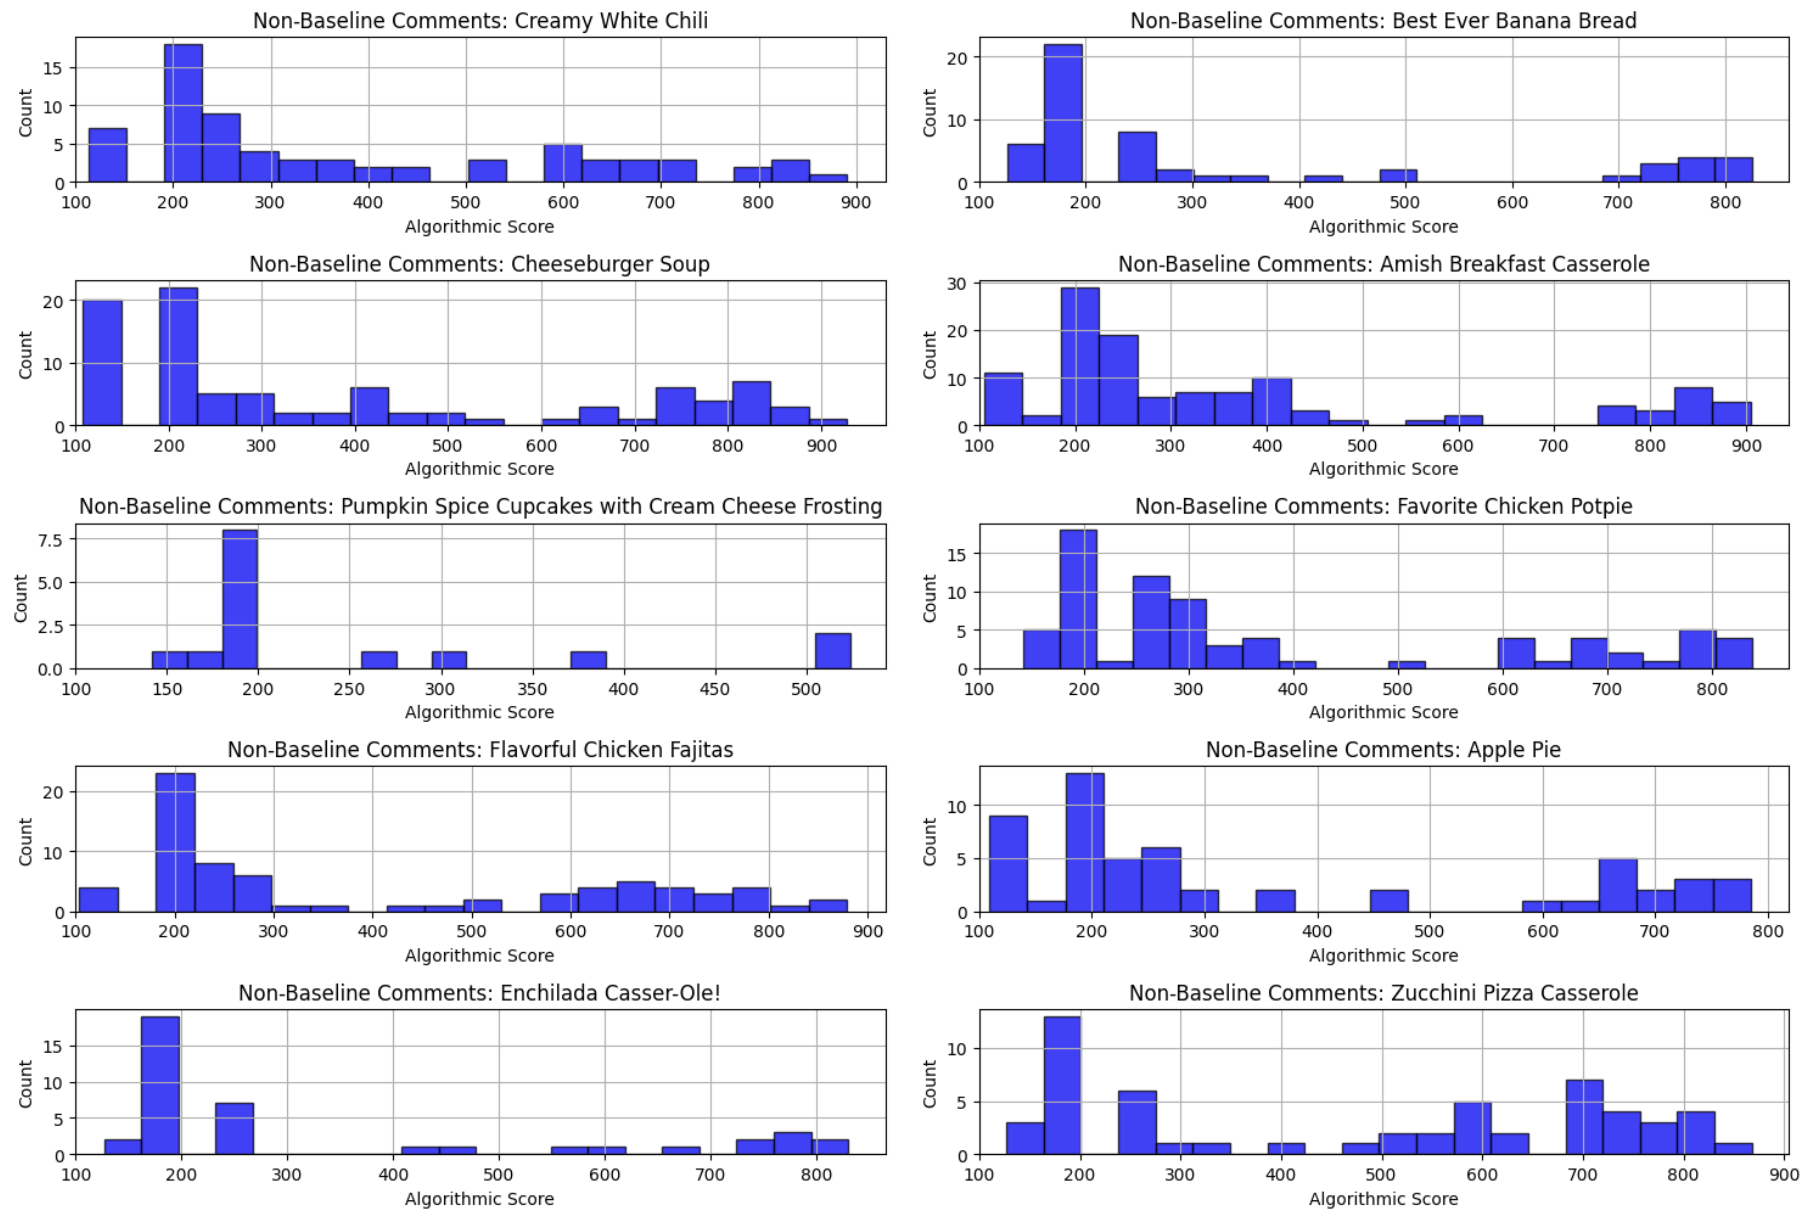 Non-Baseline Comments: Creamy White Chili
Count
15
10
5
0
100 200 300 400 500 600 700 800 900
Algorithmic Score
Non-Baseline Comments: Best Ever Banana Bread
Count
20
10
0
100 200 300 400 500 600 700 800
Algorithmic Score
Non-Baseline Comments: Cheeseburger Soup
Count
20
10
0
100 200 300 400 500 600 700 800 900
Algorithmic Score
Non-Baseline Comments: Amish Breakfast Casserole
Count
30
20
10
0
100 200 300 400 500 600 700 800 900
Algorithmic Score
Non-Baseline Comments: Pumpkin Spice Cupcakes with Cream Cheese Frosting
Count
7.5
5.0
2.5
0.0
100 150 200 250 300 350 400 450 500
Algorithmic Score
Non-Baseline Comments: Favorite Chicken Potpie
Count
15
10
5
0
100 200 300 400 500 600 700 800
Algorithmic Score
Non-Baseline Comments: Flavorful Chicken Fajitas
Count
20
10
0
100 200 300 400 500 600 700 800 900
Algorithmic Score
Non-Baseline Comments: Apple Pie
Count
10
5
0
100 200 300 400 500 600 700 800
Algorithmic Score
Non-Baseline Comments: Enchilada Casser-Ole!
Count
15
10
5
0
100 200 300 400 500 600 700 800
Algorithmic Score
Non-Baseline Comments: Zucchini Pizza Casserole
Count
10
5
0
100 200 300 400 500 600 700 800 900
Algorithmic Score